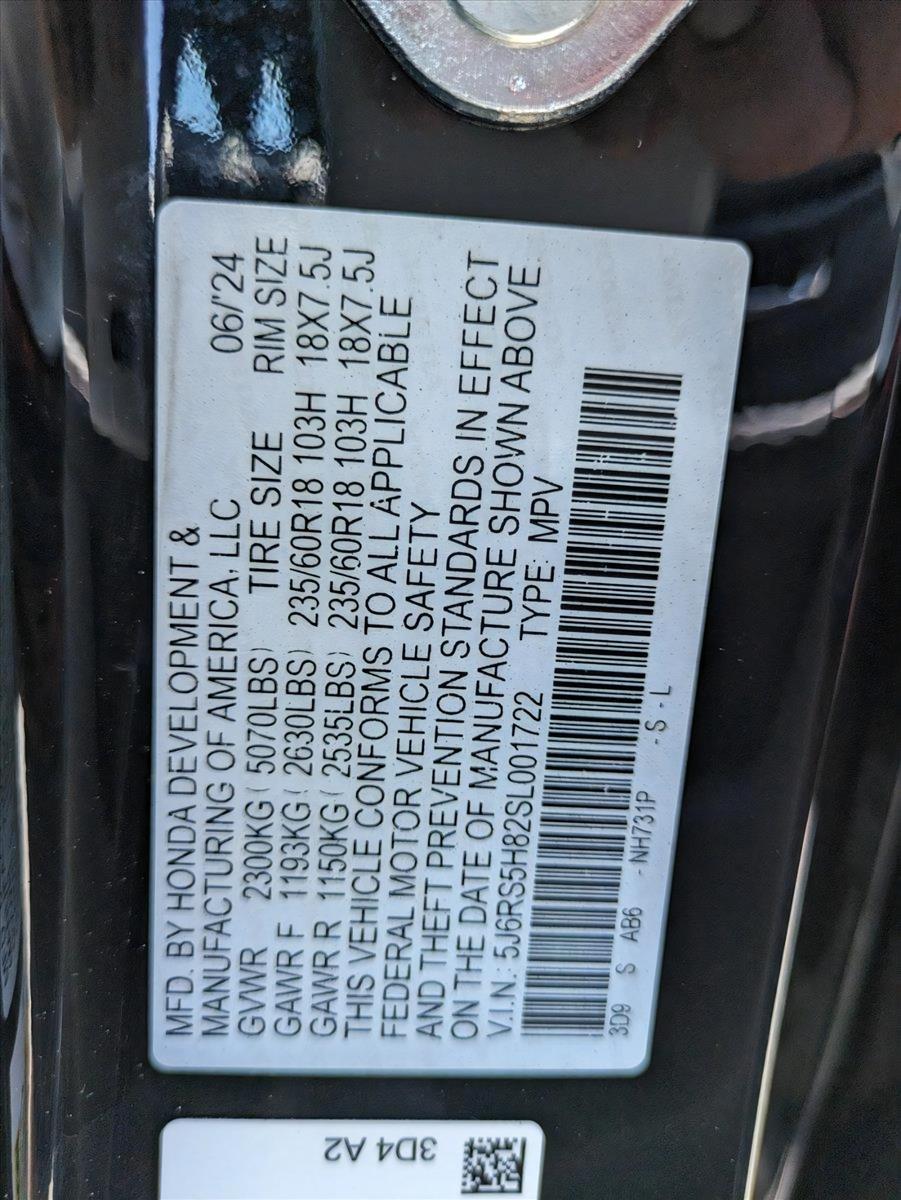 MFD. BY HONDA DEVELOPMENT &
MANUFACTURING OF AMERICA, LLC 06/'24
GVWR 2300KG ( 5070LBS) TIRE SIZE RIM SIZE
GAWR F 1193KG ( 2630LBS) 235/60R18 103H 18X7.5J
GAWR R 1150KG ( 2535LBS) 235/60R18 103H 18X7.5J
THIS VEHICLE CONFORMS TO ALL APPLICABLE
FEDERAL MOTOR VEHICLE SAFETY
AND THEFT PREVENTION STANDARDS IN EFFECT
ON THE DATE OF MANUFACTURE SHOWN ABOVE.
V.I.N.: 5J6RS5H82SL001722 TYPE: MPV
3D9 S AB6 -NH731P -S -L
3D4 A2